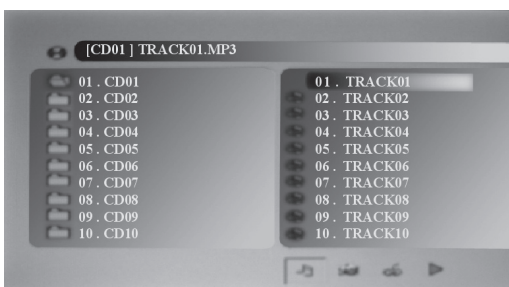 [CD01 ] TRACK01.MP3
01 . CD01
02 . CD02
03 . CD03
04 . CD04
05 . CD05
06 . CD06
07 . CD07
08 . CD08
09 . CD09
10 . CD10
01 . TRACK01
02 . TRACK02
03 . TRACK03
04 . TRACK04
05 . TRACK05
06 . TRACK06
07 . TRACK07
08 . TRACK08
09 . TRACK09
10 . TRACK10